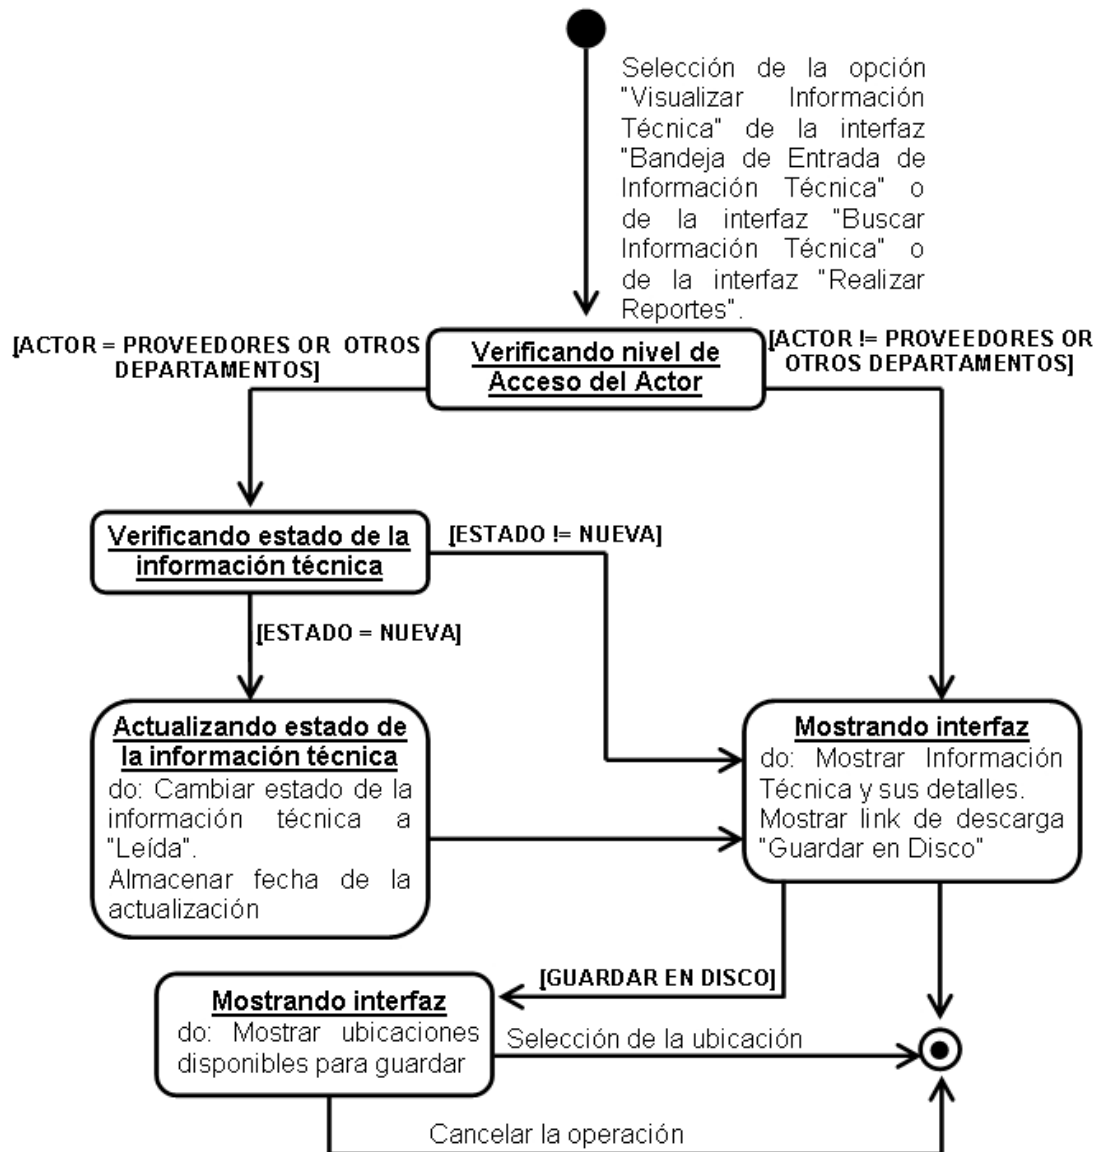 Selección de la opción
"Visualizar Información
Técnica" de la interfaz
"Bandeja de Entrada de
Información Técnica" o
de la interfaz "Buscar
Información Técnica" o
de la interfaz "Realizar
Reportes".
[ACTOR = PROVEEDORES OR OTROS
DEPARTAMENTOS]
Verificando nivel de
Acceso del Actor
[ACTOR != PROVEEDORES OR
OTROS DEPARTAMENTOS]
Verificando estado de la
información técnica
[ESTADO != NUEVA]
[ESTADO = NUEVA]
Actualizando estado de
la información técnica
do: Cambiar estado de la
información técnica a
"Leída".
Almacenar fecha de la
actualización
Mostrando interfaz
do: Mostrar Información
Técnica y sus detalles.
Mostrar link de descarga
"Guardar en Disco"
[GUARDAR EN DISCO]
Mostrando interfaz
do: Mostrar ubicaciones
disponibles para guardar
Selección de la ubicación
Cancelar la operación